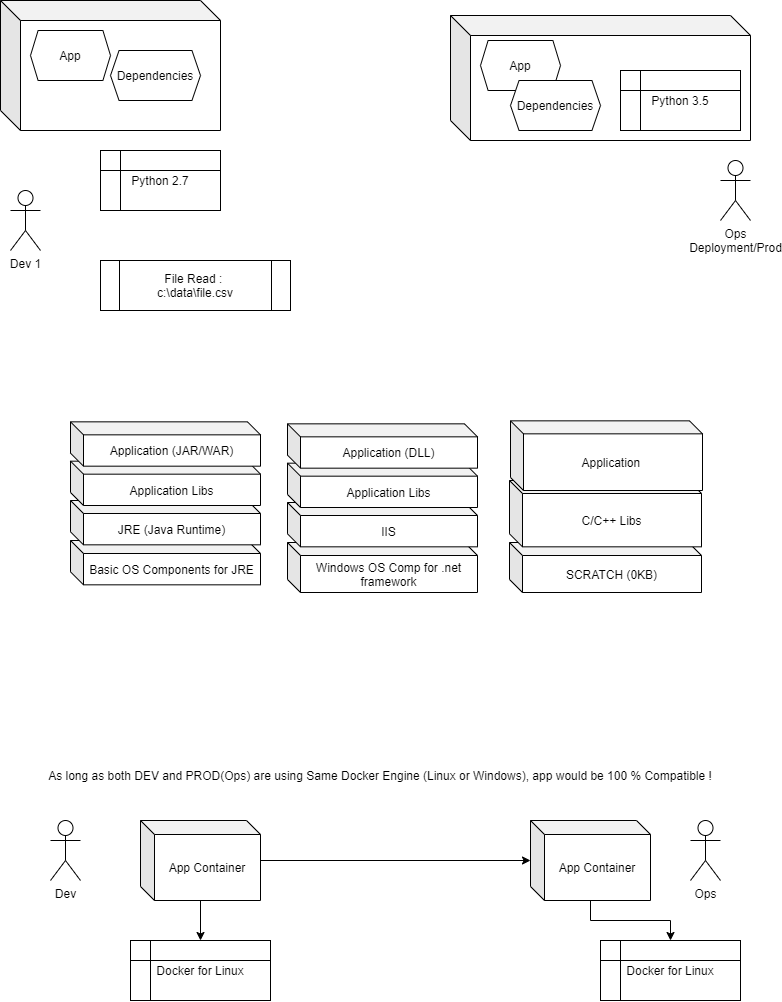 App
Dependencies
App
Dependencies
Python 3.5
Python 2.7
Dev 1
Ops
Deployment/Prod
File Read :
c:\data\file.csv
Application (JAR/WAR)
Application Libs
JRE (Java Runtime)
Basic OS Components for JRE
Application (DLL)
Application Libs
IIS
Windows OS Comp for .net
framework
Application
C/C++ Libs
SCRATCH (0KB)
As long as both DEV and PROD(Ops) are using Same Docker Engine (Linux or Windows), app would be 100 % Compatible !
Dev
App Container
App Container
Ops
Docker for Linux
Docker for Linux